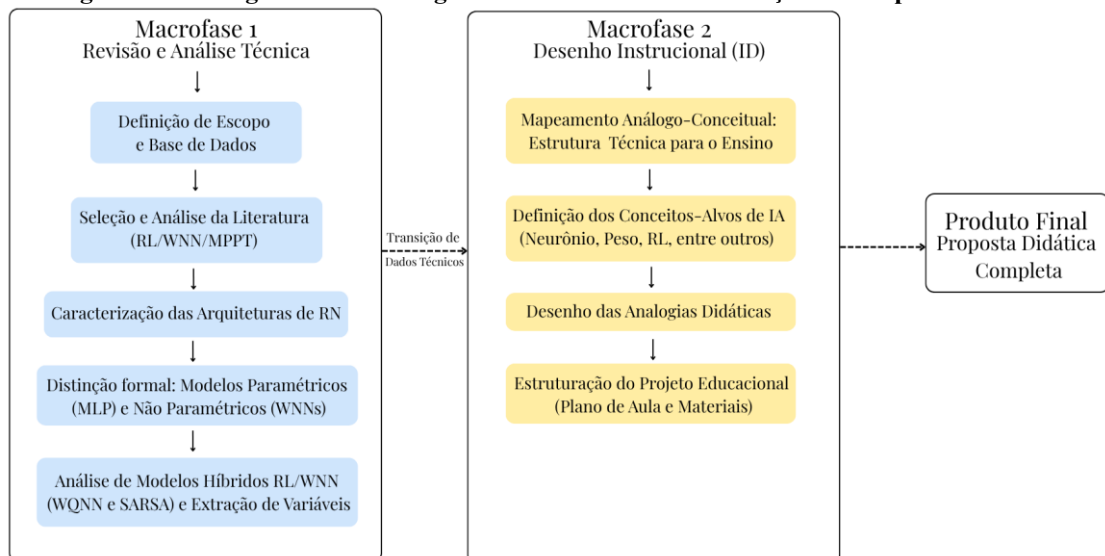 Macrofase 1
Revisão e Análise Técnica
Definição de Escopo
e Base de Dados
Seleção e Análise da Literatura
(RL/WNN/MPPT)
Caracterização das Arquiteturas de RN
Distinção formal: Modelos Paramétricos
(MLP) e Não Paramétricos (WNNs)
Análise de Modelos Híbridos RL/WNN
(WQNN e SARSA) e Extração de Variáveis
Transição de
Dados Técnicos
Macrofase 2
Desenho Instrucional (ID)
Mapeamento Análogo-Conceitual:
Estrutura Técnica para o Ensino
Definição dos Conceitos-Alvos de IA
(Neurônio, Peso, RL, entre outros)
Desenho das Analogias Didáticas
Estruturação do Projeto Educacional
(Plano de Aula e Materiais)
Produto Final
Proposta Didática
Completa